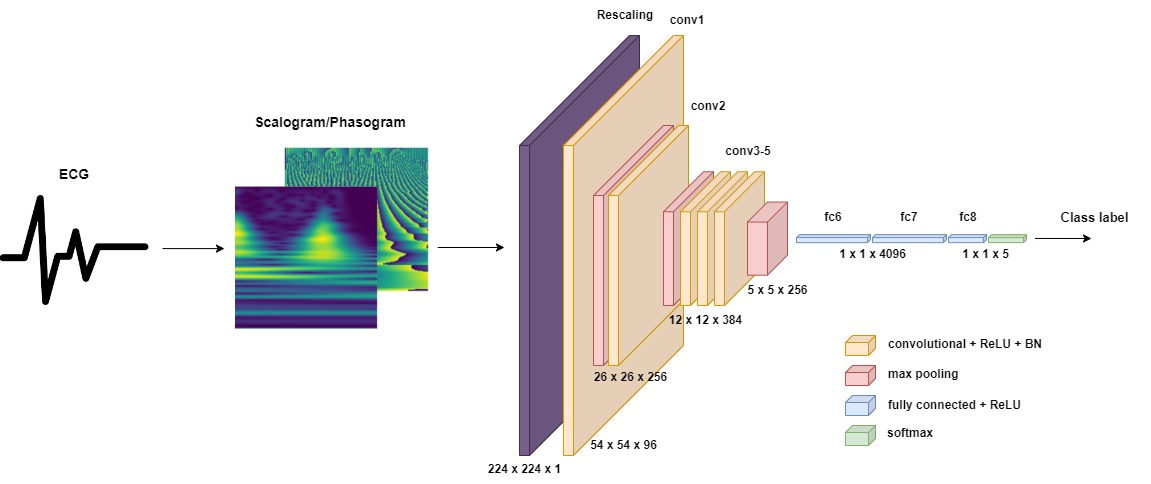 Rescaling
conv1
conv2
Scalogram/Phasogram
conv3-5
ECG
fc6
fc7
fc8
Class label
1 x 1 x 4096
1 x 1 x 5
5 x 5 x 256
12 x 12 x 384
26 x 26 x 256
54 x 54 x 96
224 x 224 x 1
convolutional + ReLU + BN
max pooling
fully connected + ReLU
softmax